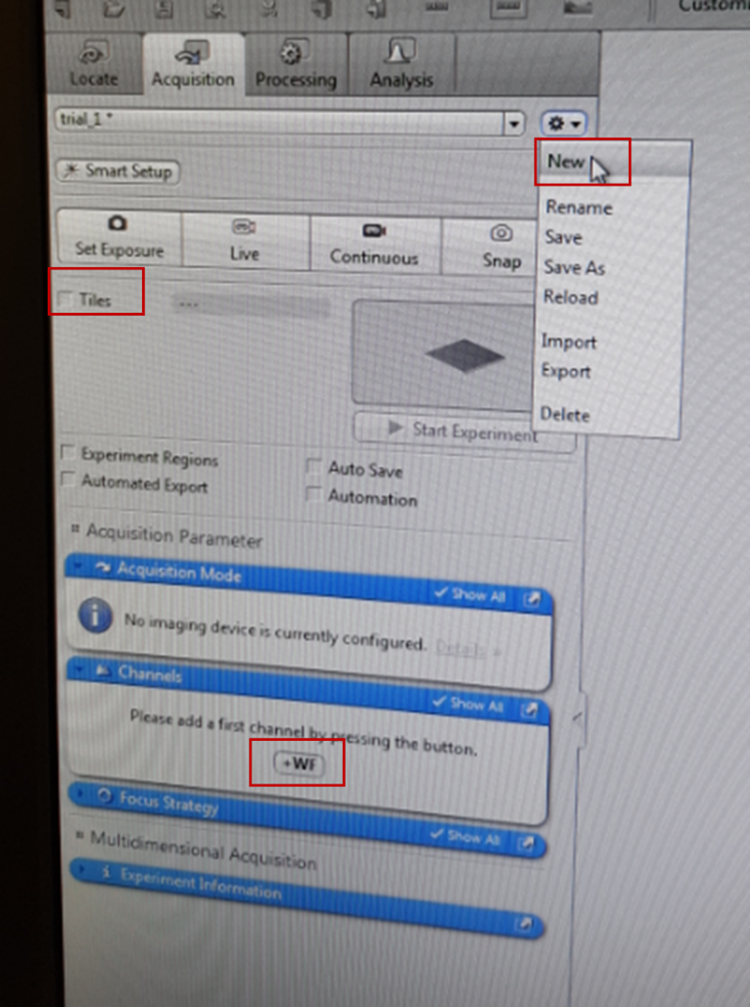 Custom
Locate Acquisition Processing Analysis
trial_1 *
New
Smart Setup
Rename
Save
Save As
Reload
Import
Export
Delete
Set Exposure Live Continuous Snap
Tiles ...
Start Experiment
Experiment Regions Auto Save
Automated Export Automation
Acquisition Parameter
Acquisition Mode Show All
No imaging device is currently configured. Details »
Channels Show All
Please add a first channel by pressing the button.
+WF
Focus Strategy Show All
Multidimensional Acquisition
Experiment Information